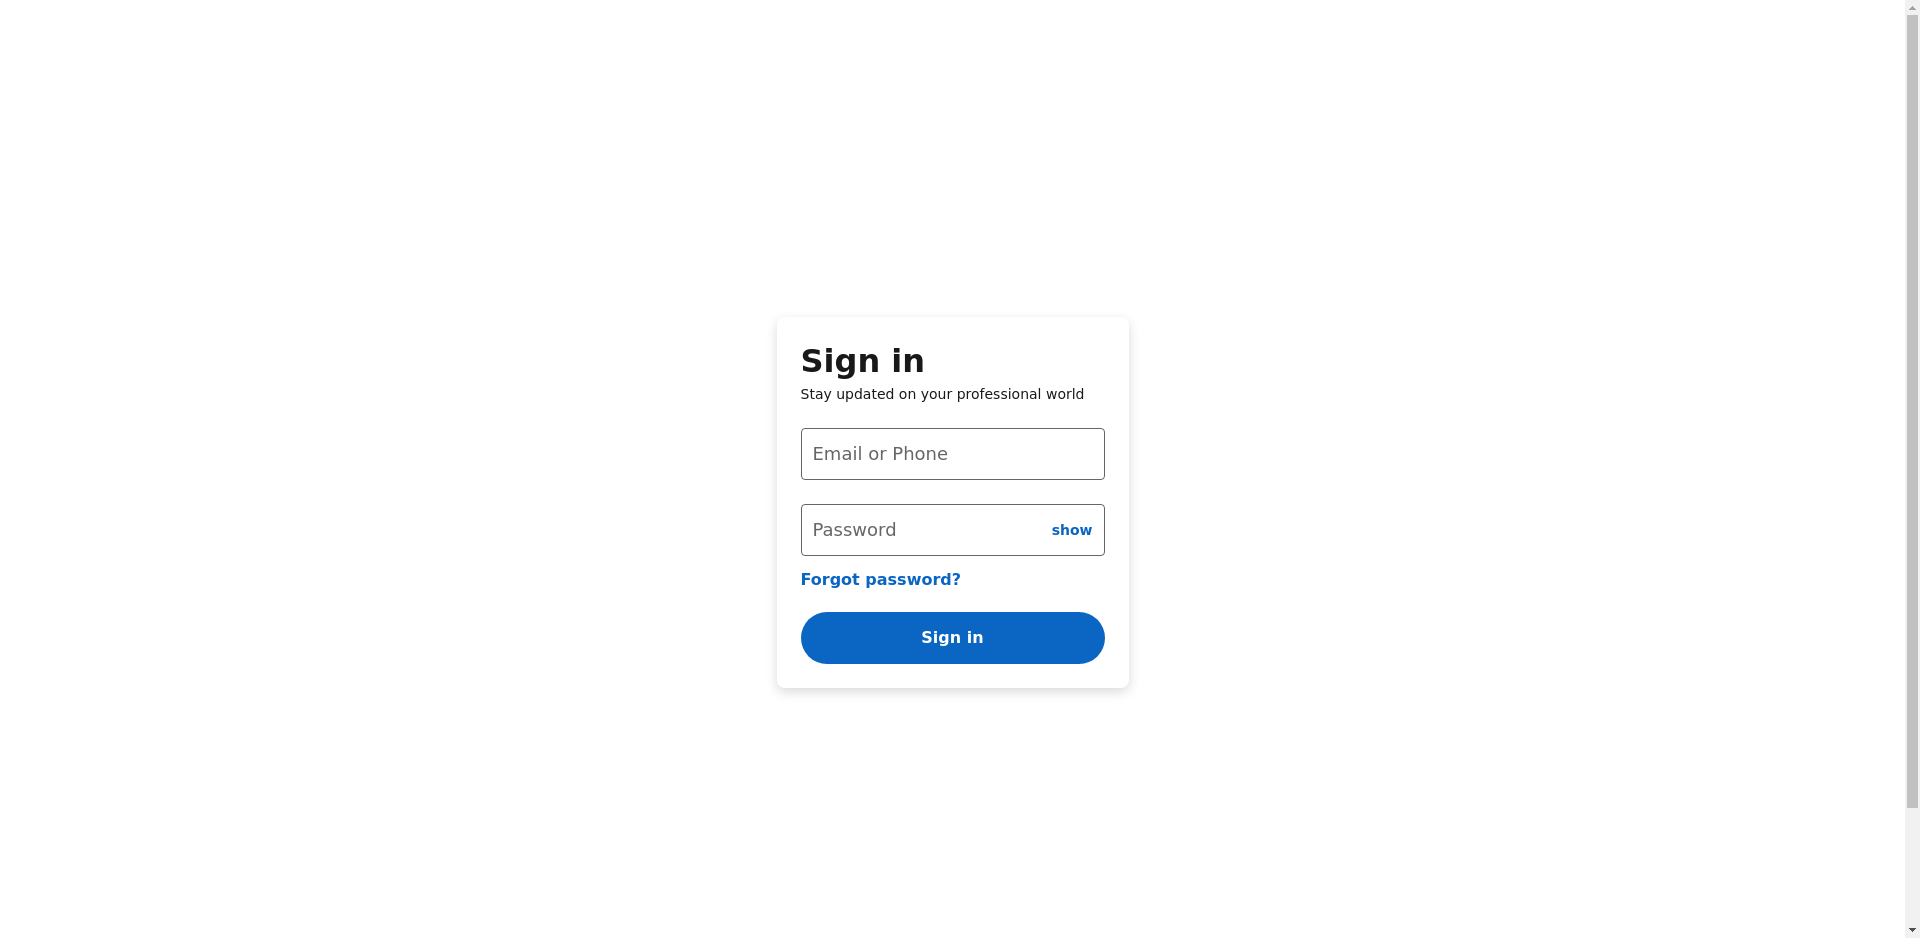 Sign in
Stay updated on your professional world
Email or Phone
Password
show
Forgot password?
Sign in